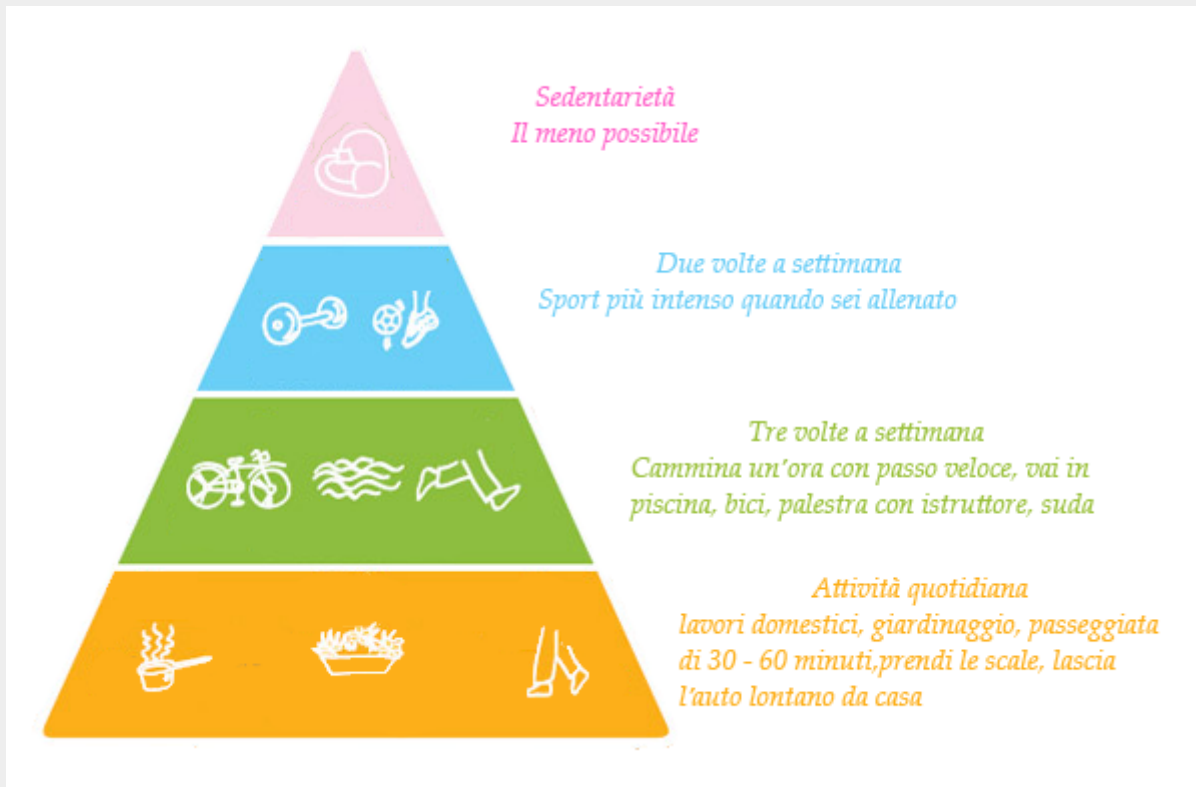 Sedentarietà
Il meno possibile
Due volte a settimana
Sport più intenso quando sei allenato
Tre volte a settimana
Cammina un'ora con passo veloce, vai in
piscina, bici, palestra con istruttore, suda
Attività quotidiana
lavori domestici, giardinaggio, passeggiata
di 30 - 60 minuti,prendi le scale, lascia
l'auto lontano da casa